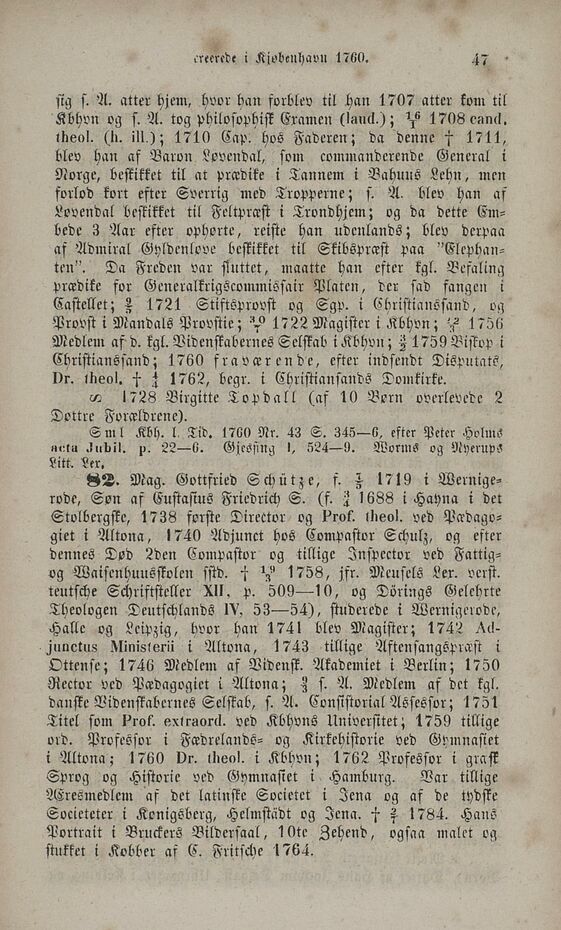 creerede i Kjøbenhavn 1760. 47
sig s. A. atter hjem, hvor han forblev til han 1707 atter kom til
Kbhvn og s. A. tog philosophisk Examen (laud.); 1/6 1708 cand.
theol. (h. ill.); 1710 Cap. hos Faderen; da denne † 1711,
blev han af Baron Løvendal, som commanderende General i
Norge, beskikket til at prædike i Tannem i Bahuus Lehn, men
forlod kort efter Sverrig med Tropperne; s. A. blev han af
Løvendal beskikket til Feltpræst i Trondhjem; og da dette Em-
bede 3 Aar efter ophørte, reiste han udenlands; blev derpaa
af Admiral Gyldenløve beskikket til Skibspræst paa "Elephan-
ten". Da Freden var sluttet, maatte han efter kgl. Befaling
prædike for Generalkrigscommissair Platen, der sad fangen i
Castellet; 1721 Stiftsprovst og Sgp. i Christianssand, og
Provst i Mandals Provstie; 1722 Magister i Kbhvn; 1756
Medlem af d. kgl. Videnskabernes Selskab i Kbhvn; 1759 Biskop i
Christianssand; 1760 fraværende, efter indsendt Disputats,
Dr. theol. † 1762, begr. i Christiansands Domkirke.
∞ 1728 Birgitte Topdall (af 10 Børn overlevede 2
Døttre Forældrene).
Sml Kbh. l. Tid. 1760 Nr. 43 S. 345—6, efter Peter Holms
acta Jubil. p. 22—6. Gjessing I, 524—9. Worms og Nyerups
Litt. Lex.
82. Mag. Gottfried Schütze, f. 7/5 1719 i Wernige-
rode, Søn af Eustasius Friedrich S. (f. 3/4 1688 i Hayna i det
Stolbergske, 1738 første Director og Prof. theol. ved Pædago-
giet i Altona, 1740 Adjunct hos Compastor Schulz, og efter
dennes Død 2den Compastor og tillige Inspector ved Fattig-
og Waisenhuusskolen sstd. † 1758, jfr. Meusels Lex. verst.
teutsche Schriftsteller XII, p. 509—10, og Dörings Gelehrte
Theologen Deutschlands IV, 53—54), studerede i Wernigerode,
Halle og Leipzig, hvor han 1741 blev Magister; 1742 Ad-
junctus Ministerii i Altona, 1743 tillige Aftensangspræst i
Ottense; 1746 Medlem af Vidensk. Akademiet i Berlin; 1750
Rector ved Pædagogiet i Altona; s. A. Medlem af det kgl.
danske Videnskabernes Selskab, s. A. Consistorial Assessor; 1751
Titel som Prof. extraord. ved Kbhvns Universitet; 1759 tillige
ord. Professor i Fædrelands- og Kirkehistorie ved Gymnasiet
i Altona; 1760 Dr. theol. i Kbhvn; 1762 Professor i græsk
Sprog og Historie ved Gymnasiet i Hamburg. Var tillige
Æresmedlem af det latinske Societet i Jena og af de tydske
Societeter i Konigsberg, Helmstädt og Jena. † 1784. Hans
Portrait i Bruckers Bildersaal, 10te Zehend, ogsaa malet og
stukket i Kobber af C. Fritsche 1764.